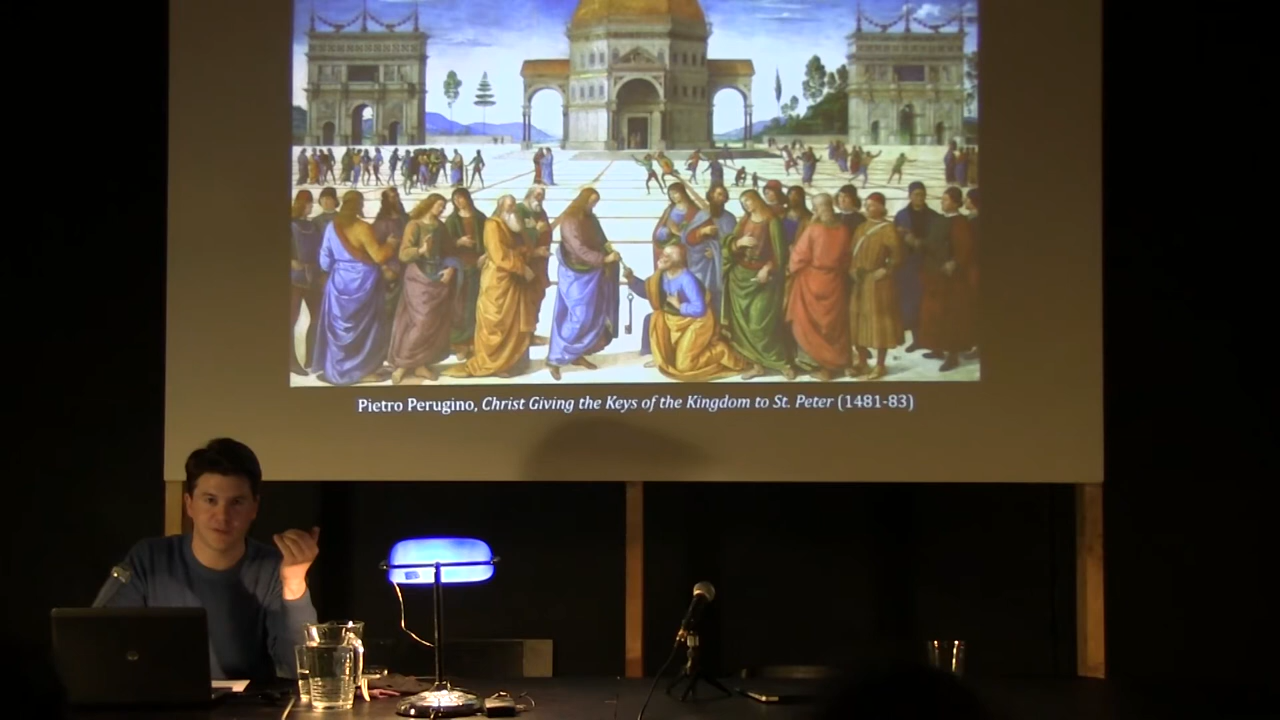 Pietro Perugino, Christ Giving the Keys of the Kingdom to St. Peter (1481-83)